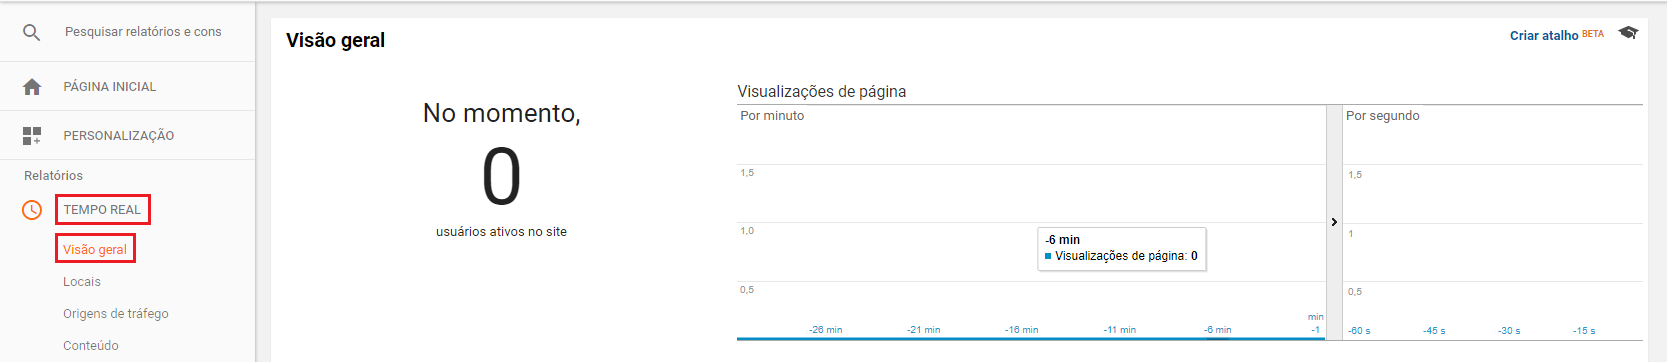 Pesquisar relatórios e cons
PÁGINA INICIAL
PERSONALIZAÇÃO
Relatórios
TEMPO REAL
Visão geral
Locais
Origens de tráfego
Conteúdo
Visão geral
Criar atalho BETA
No momento,
0
usuários ativos no site
Visualizações de página
Por minuto
1,5
1,0
0,5
-6 min
Visualizações de página: 0
-26 min
-21 min
-16 min
-11 min
-6 min
min
-1
Por segundo
1,5
1
0,5
-60 s
-45 s
-30 s
-15 s